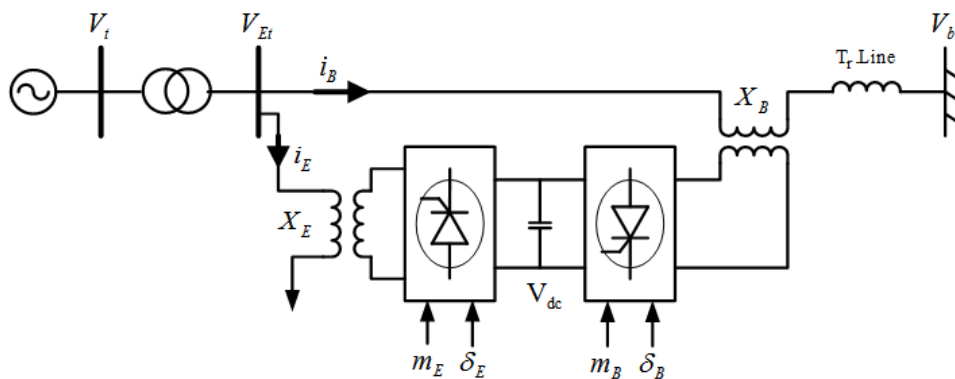 V_t
V_Et
V_b
T_r Line
i_B
X_B
i_E
X_E
V_dc
m_E
δ_E
m_B
δ_B